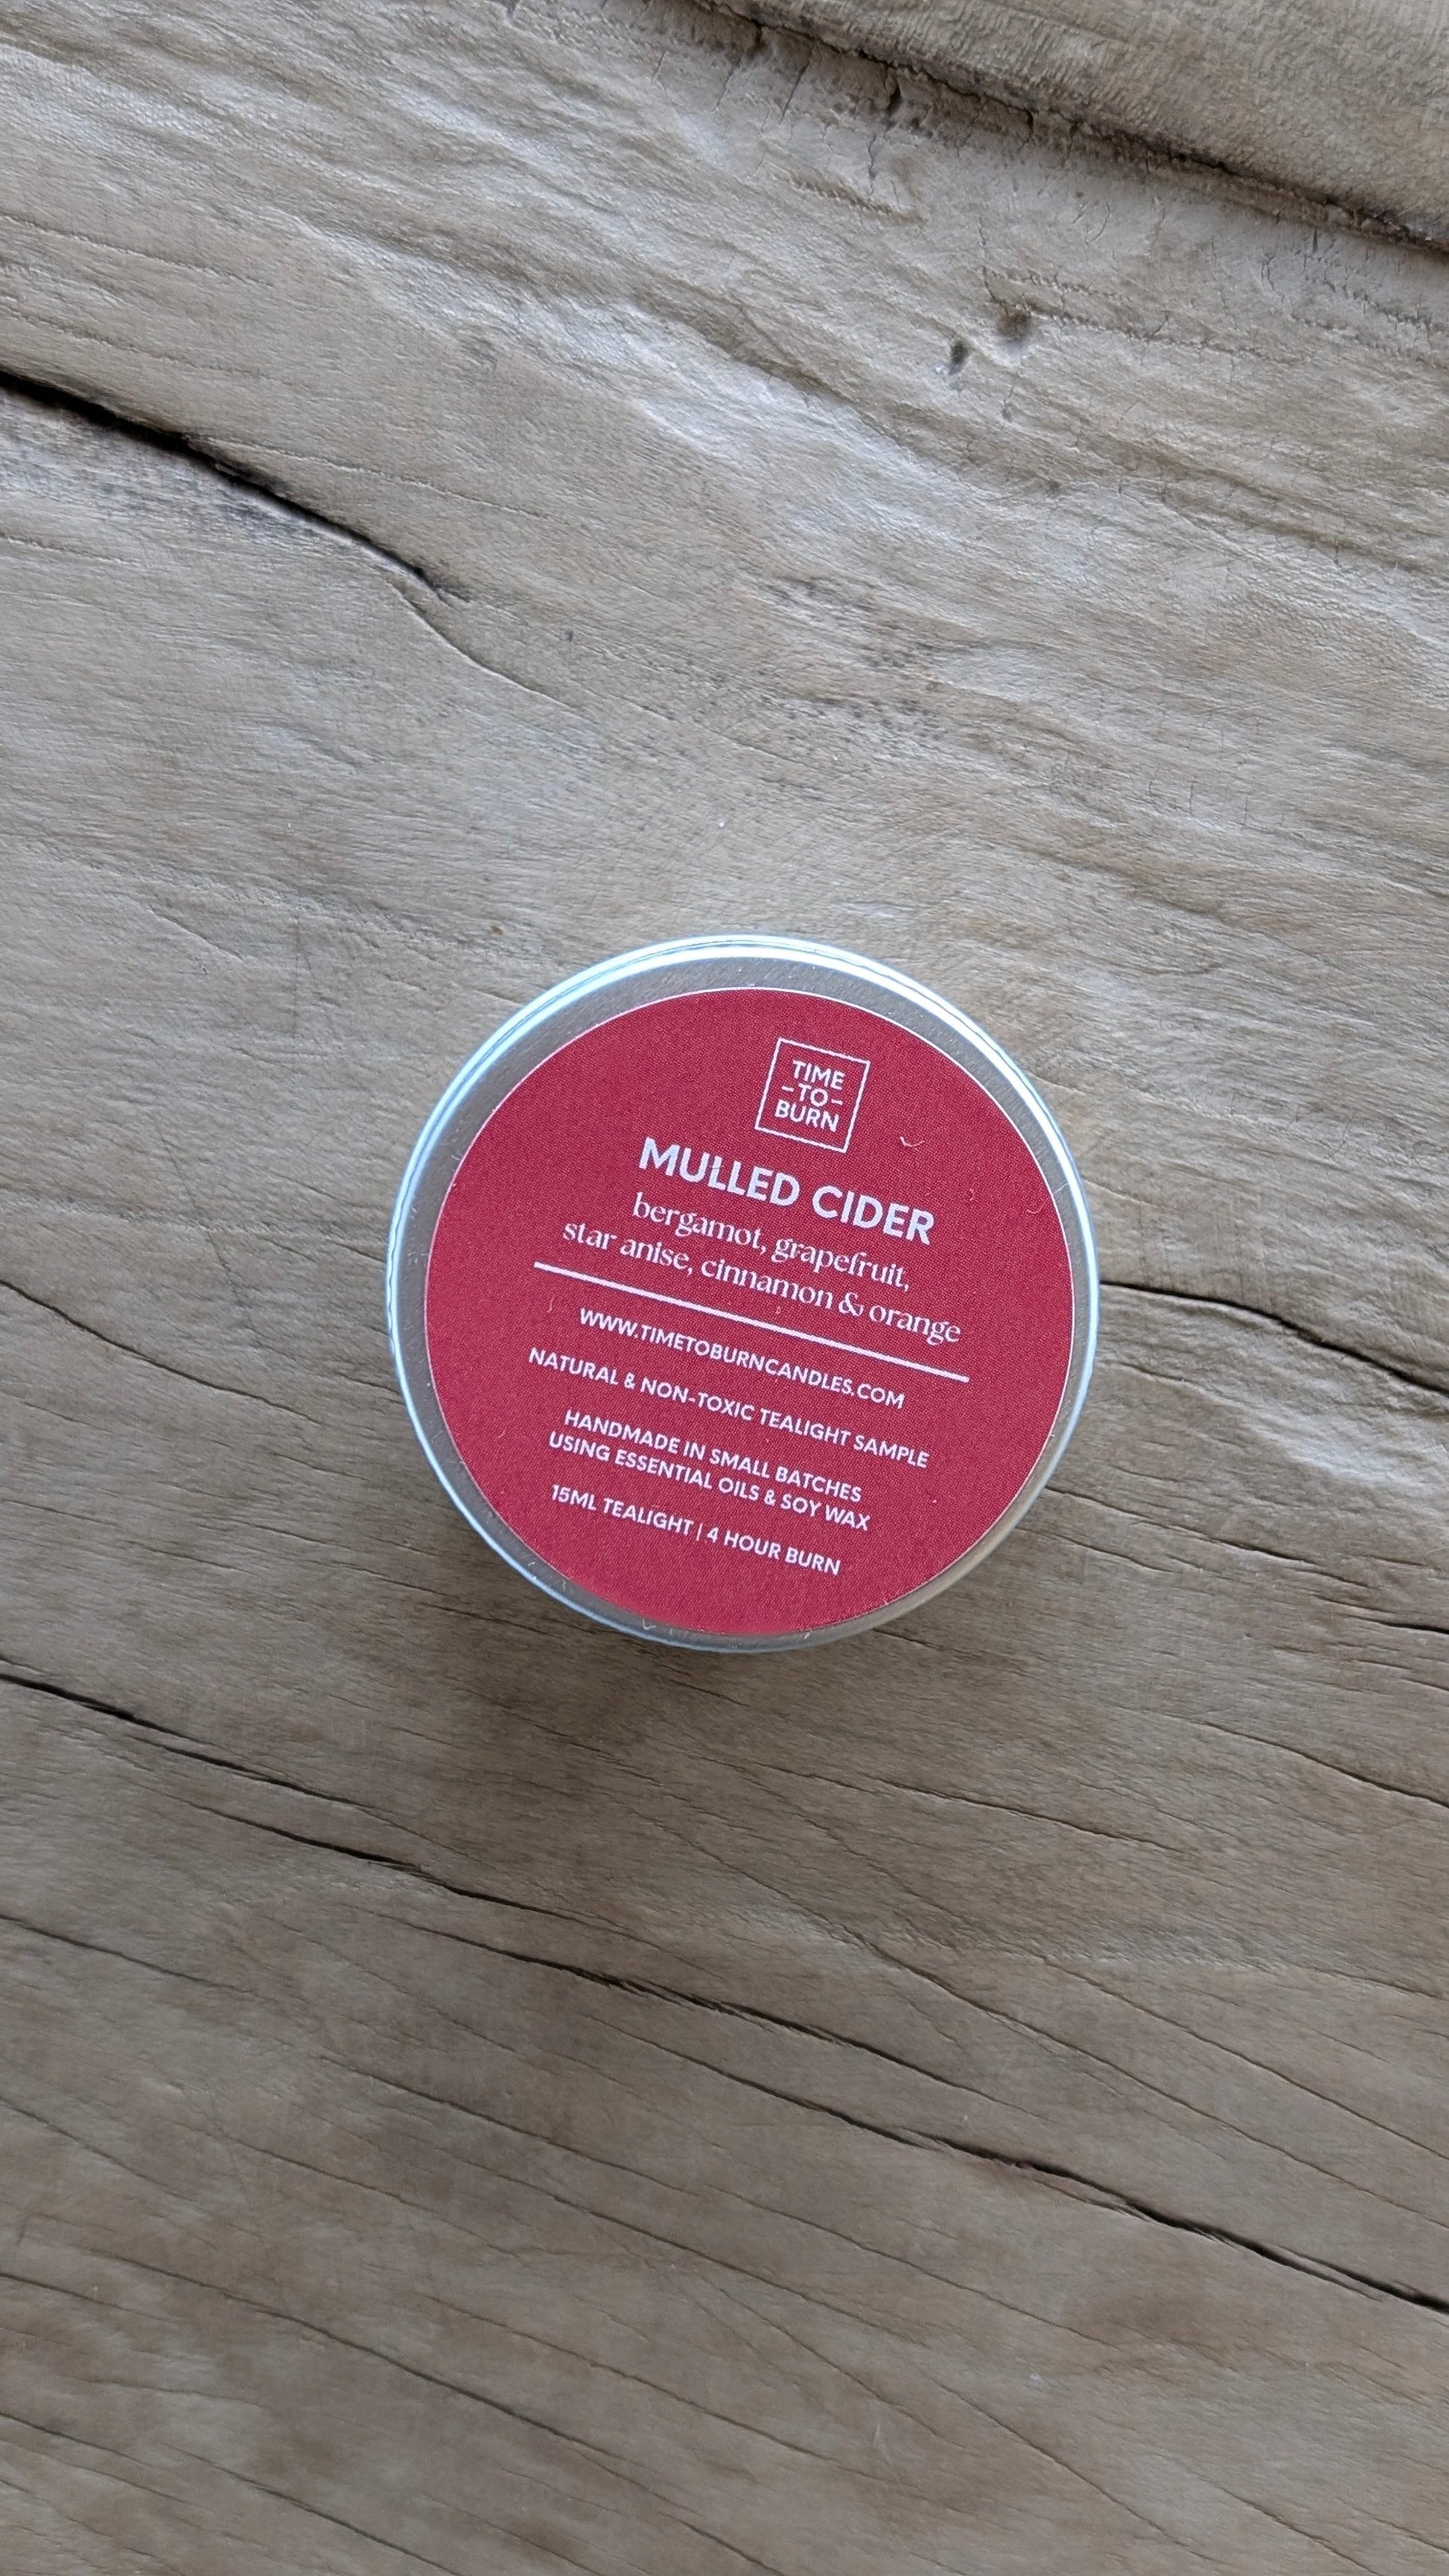 TIME
-TO-
BURN
MULLED CIDER
bergamot, grapefruit,
star anise, cinnamon & orange
WWW.TIMETOBURNCANDLES.COM
NATURAL & NON-TOXIC TEALIGHT SAMPLE
HANDMADE IN SMALL BATCHES
USING ESSENTIAL OILS & SOY WAX
15ML TEALIGHT | 4 HOUR BURN